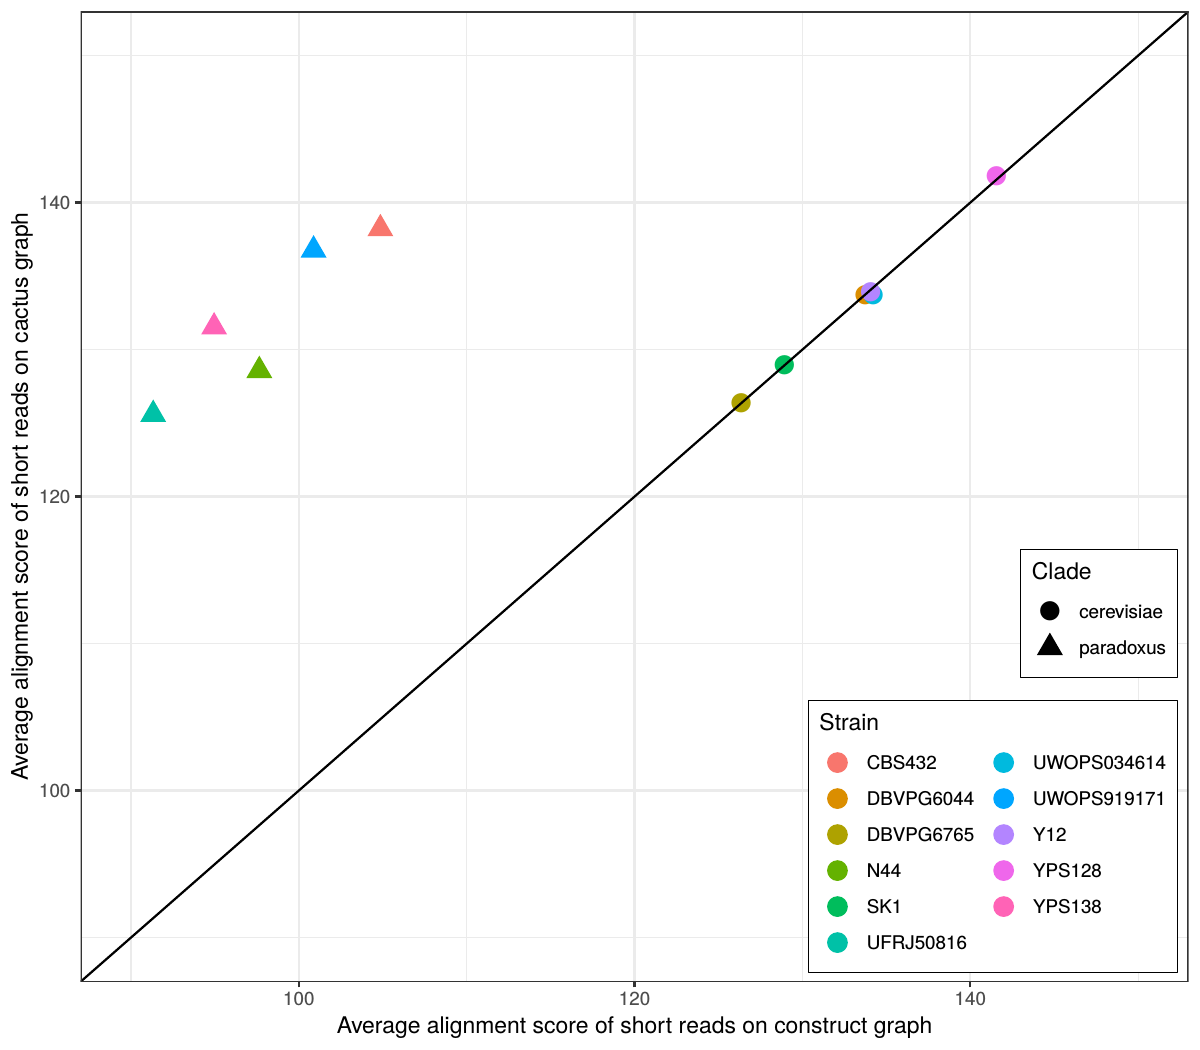 Average alignment score of short reads on cactus graph
140
120
100
100
120
140
Average alignment score of short reads on construct graph
Clade
cerevisiae
paradoxus
Strain
CBS432
DBVPG6044
DBVPG6765
N44
SK1
UFRJ50816
UWOPS034614
UWOPS919171
Y12
YPS128
YPS138